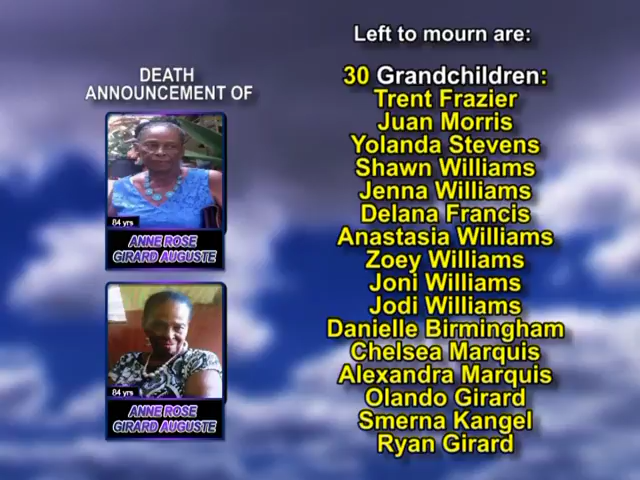 DEATH
ANNOUNCEMENT OF
84 yrs
ANNE ROSE
GIRARD AUGUSTE
84 yrs
ANNE ROSE
GIRARD AUGUSTE
Left to mourn are:
30 Grandchildren:
Trent Frazier
Juan Morris
Yolanda Stevens
Shawn Williams
Jenna Williams
Delana Francis
Anastasia Williams
Zoey Williams
Joni Williams
Jodi Williams
Danielle Birmingham
Chelsea Marquis
Alexandra Marquis
Olando Girard
Smerna Kangel
Ryan Girard